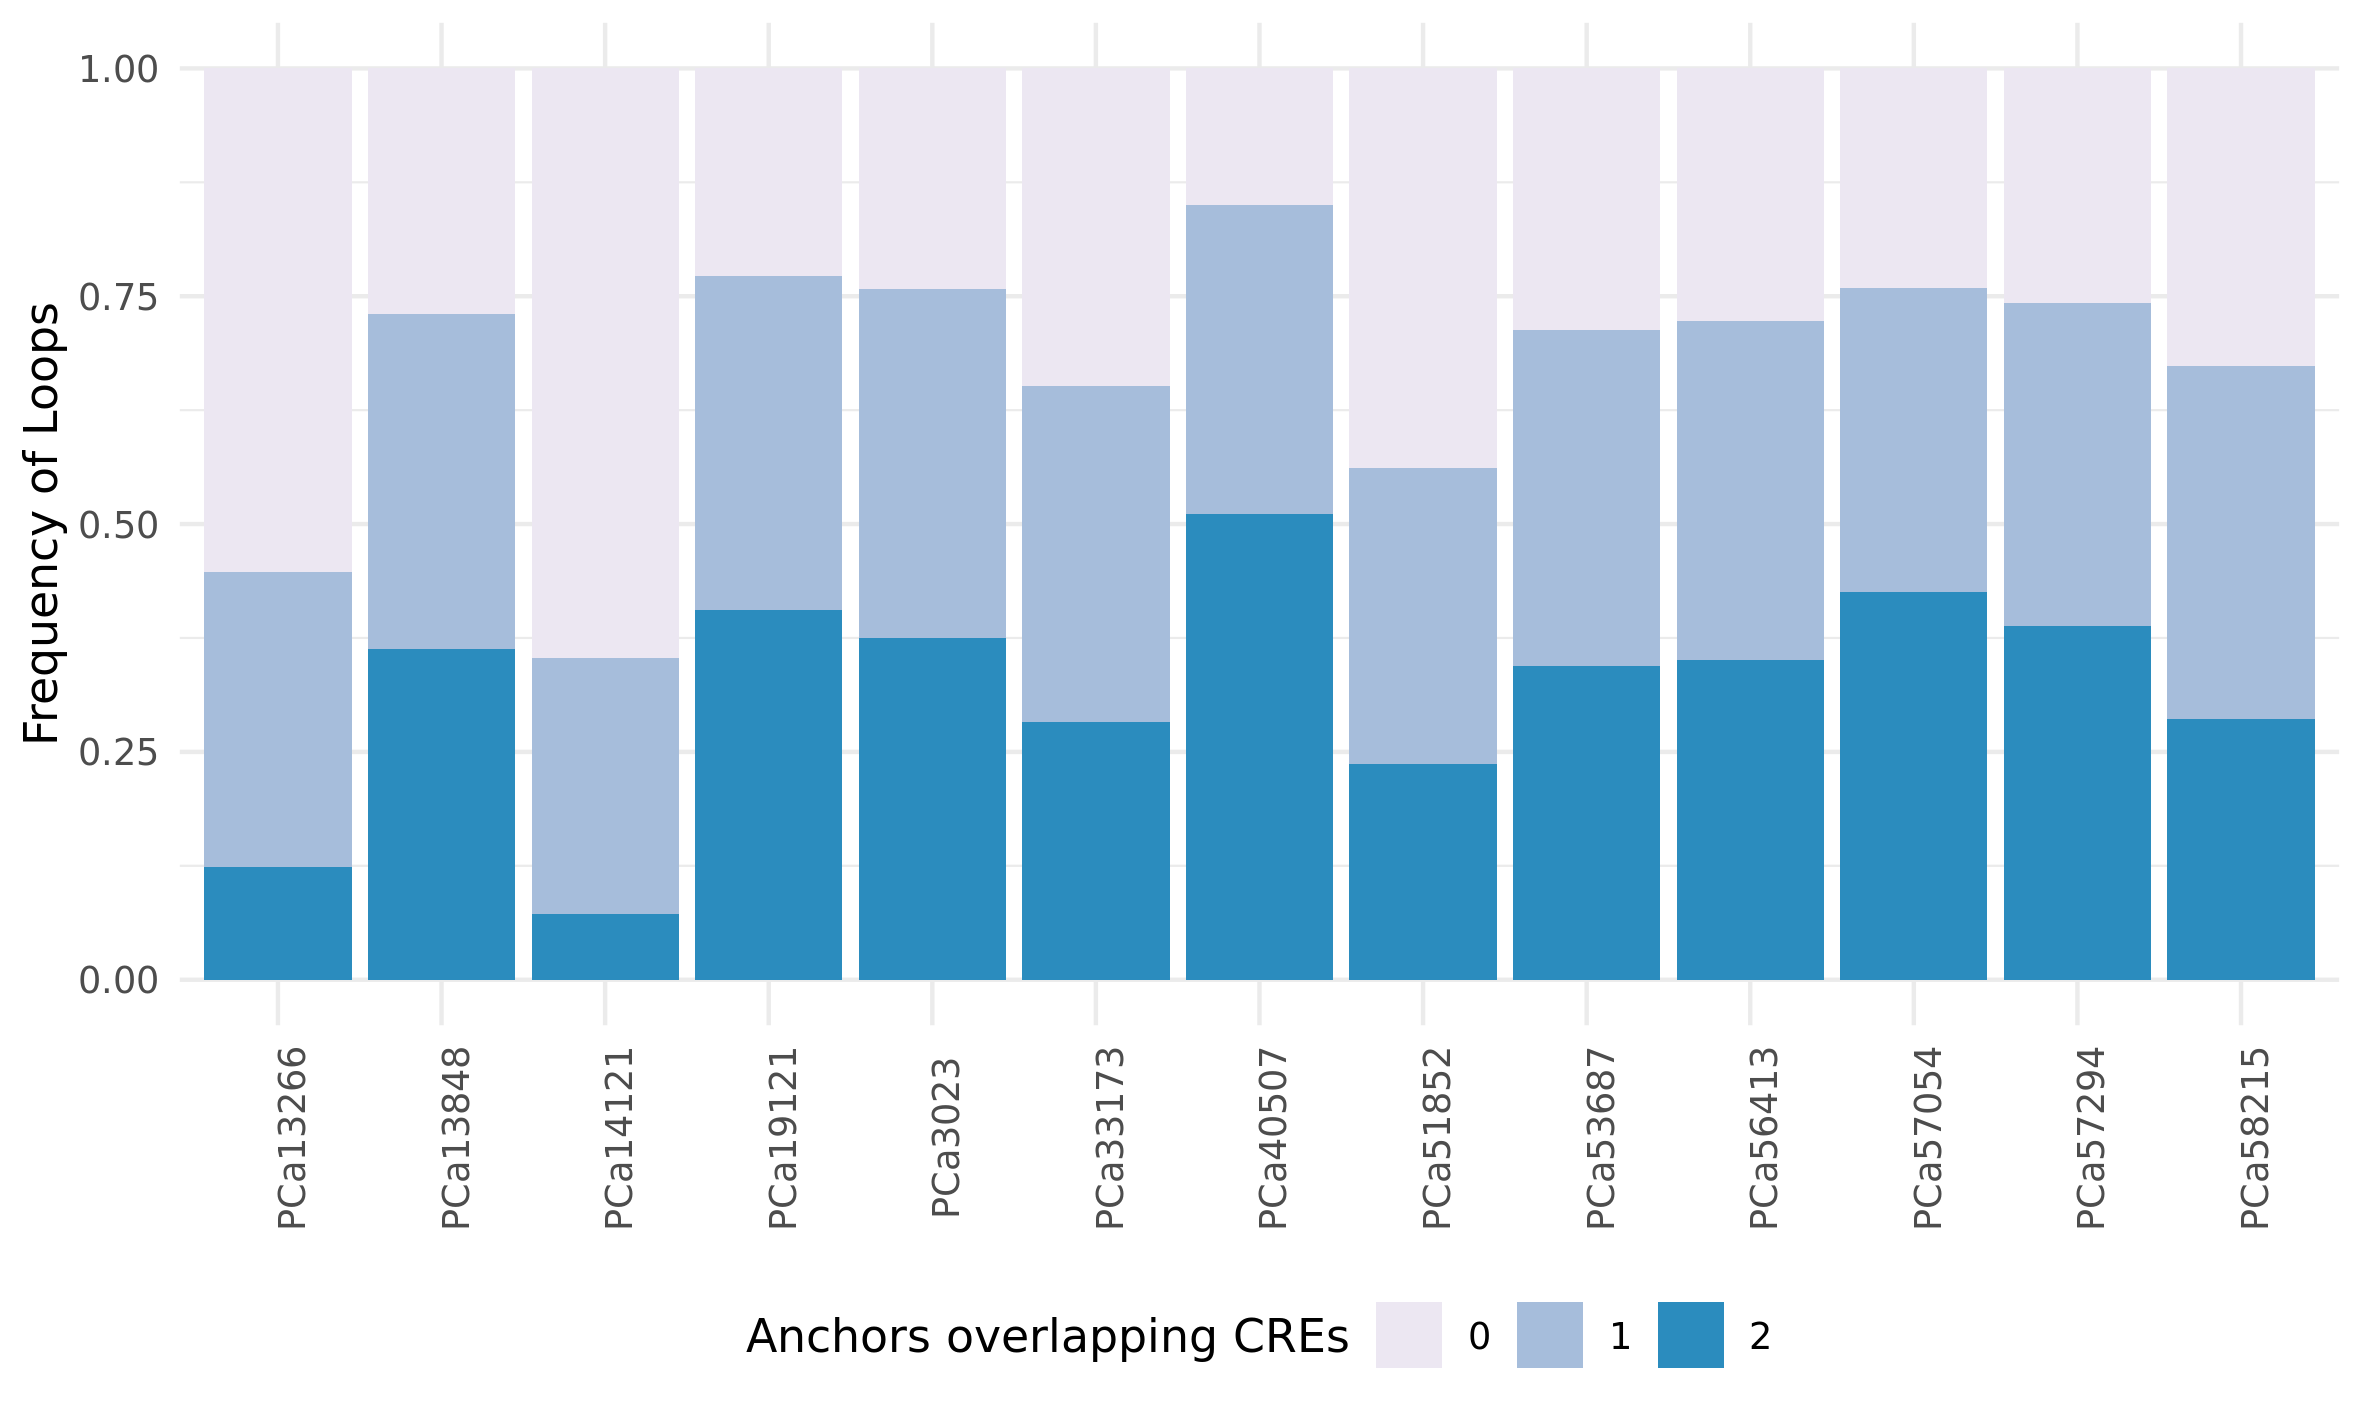 1.00
0.75
0.50
0.25
0.00
Frequency of Loops
PCa13266
PCa13848
PCa14121
PCa19121
PCa3023
PCa33173
PCa40507
PCa51852
PCa53687
PCa56413
PCa57054
PCa57294
PCa58215
Anchors overlapping CREs 0 1 2